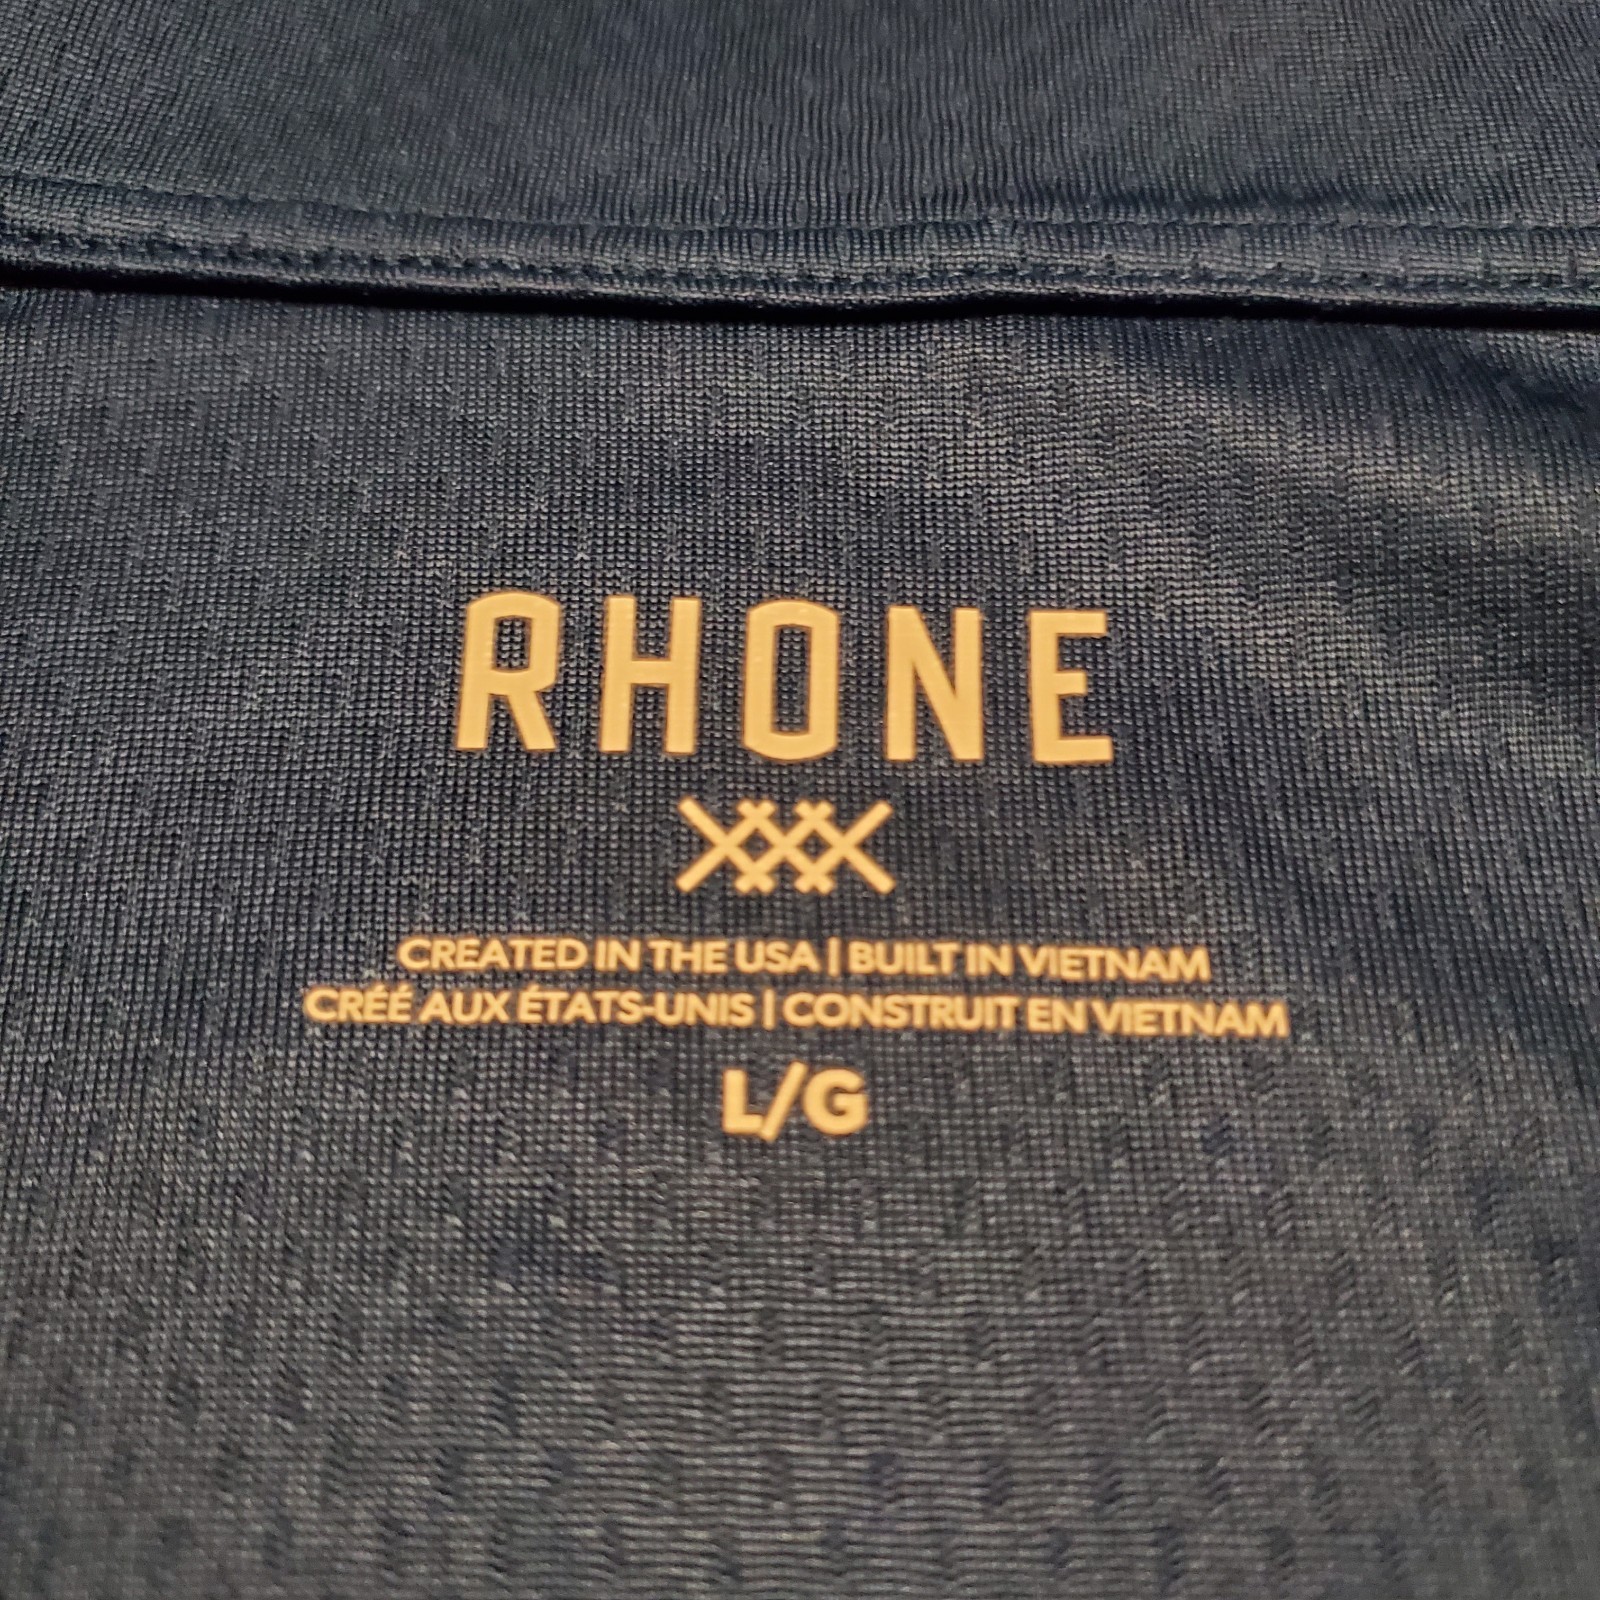 RHONE
CREATED IN THE USA | BUILT IN VIETNAM
CRÉÉ AUX ÉTATS-UNIS | CONSTRUIT EN VIETNAM
L/G